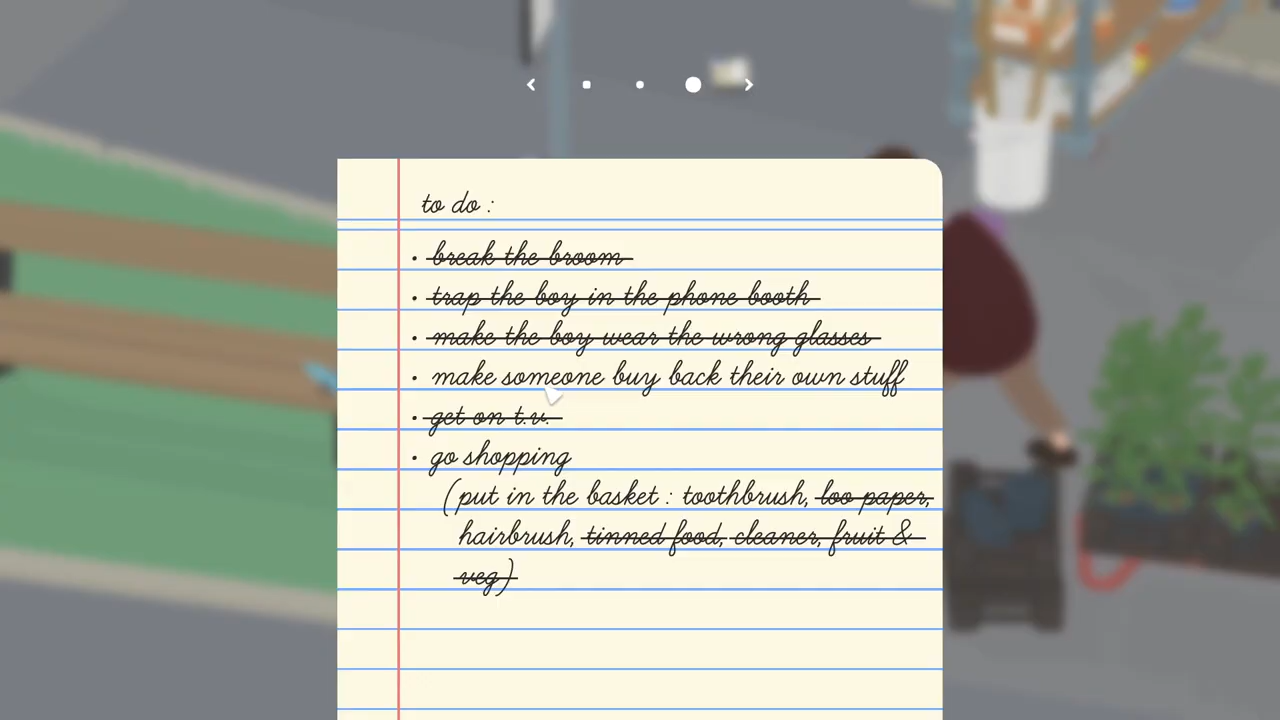 to do :
• break the broom
• trap the boy in the phone booth
• make the boy wear the wrong glasses
• make someone buy back their own stuff
• get on t.v.
• go shopping
(put in the basket : toothbrush, loo paper,
hairbrush, tinned food, cleaner, fruit &
veg)